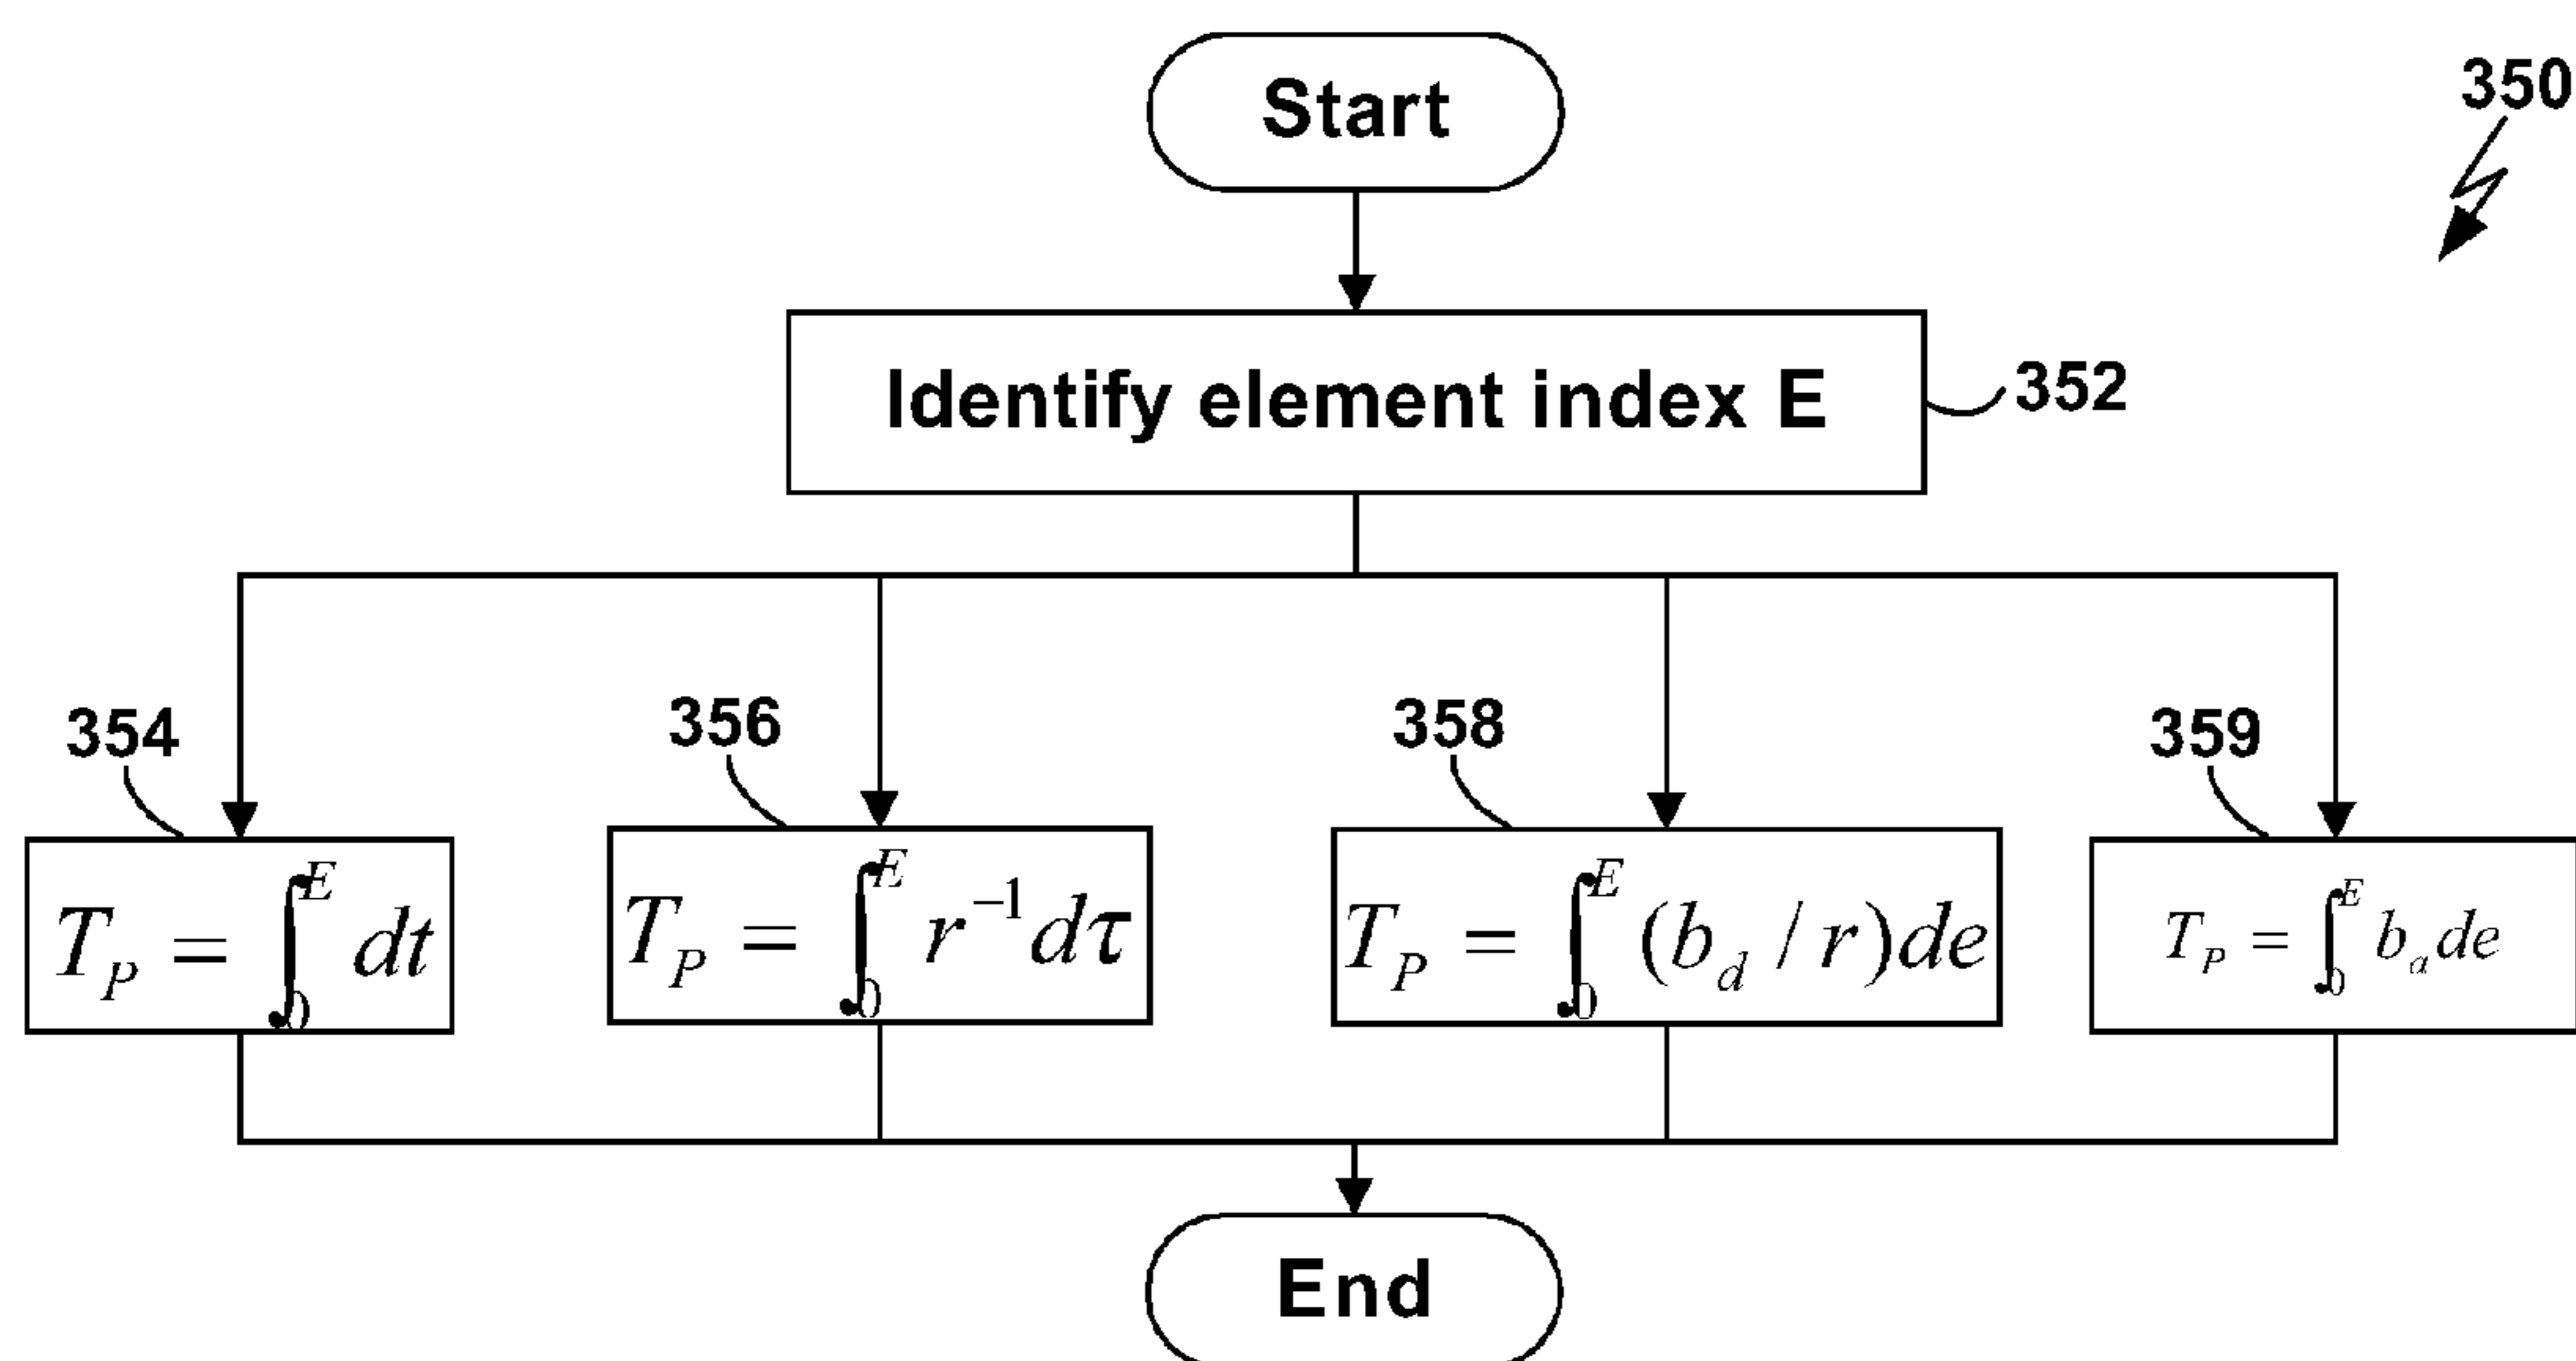 Start
350
Identify element index E
352
354
356
358
359
T_P = ∫_0^E dt
T_P = ∫_0^E r^{-1} dτ
T_P = ∫_0^E (b_d / r)de
T_P = ∫_0^E b_a de
End